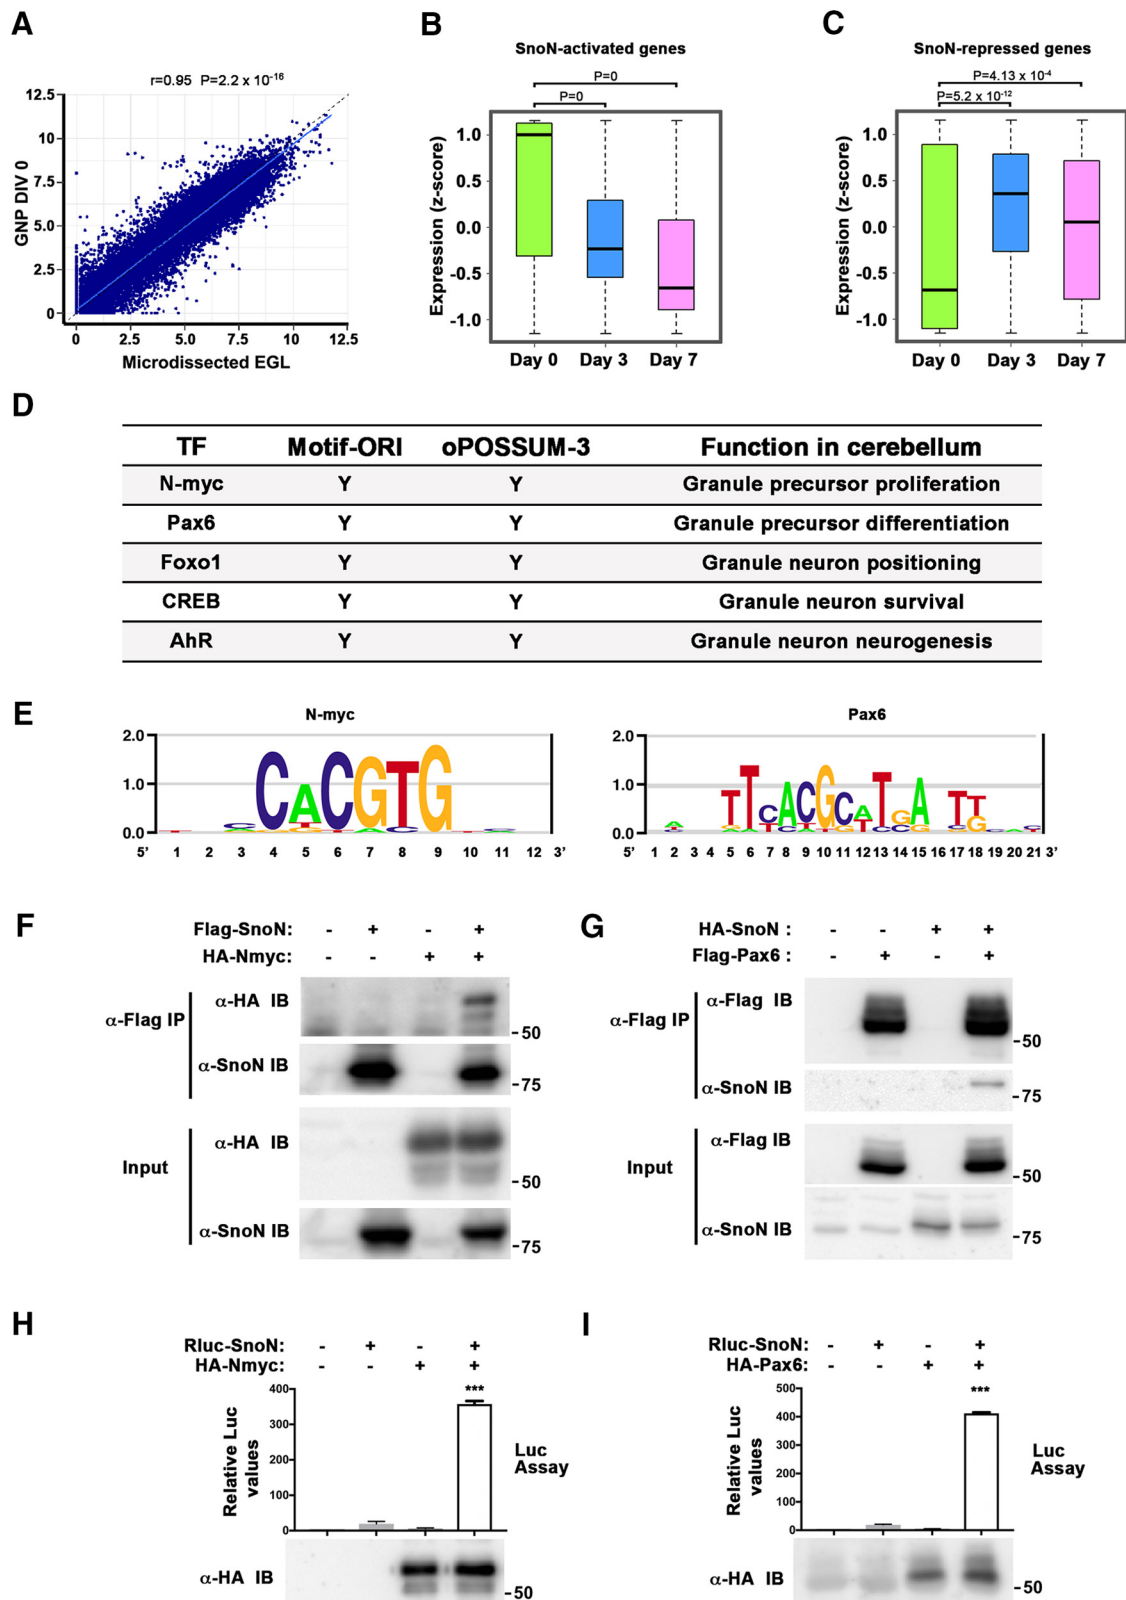 A
r=0.95 P=2.2 x 10⁻¹⁶
12.5
10
7.5
5.0
2.5
0
GNP DIV 0
0 2.5 5.0 7.5 10 12.5
Microdissected EGL
B
SnoN-activated genes
P=0
P=0
1.0
0.5
0.0
-0.5
-1.0
Expression (z-score)
Day 0 Day 3 Day 7
C
SnoN-repressed genes
P=4.13 x 10⁻⁴
P=5.2 x 10⁻¹²
1.0
0.5
0.0
-0.5
-1.0
Expression (z-score)
Day 0 Day 3 Day 7
D
TF Motif-ORI oPOSSUM-3 Function in cerebellum
N-myc Y Y Granule precursor proliferation
Pax6 Y Y Granule precursor differentiation
Foxo1 Y Y Granule neuron positioning
CREB Y Y Granule neuron survival
AhR Y Y Granule neuron neurogenesis
E
N-myc
2.0
1.0
0.0
CACGTG
5' 1 2 3 4 5 6 7 8 9 10 11 12 3'
Pax6
2.0
1.0
0.0
TTCACGCATGA TT
5' 1 2 3 4 5 6 7 8 9 10 11 12 13 14 15 16 17 18 19 20 21 3'
F
Flag-SnoN: - + - +
HA-Nmyc: - - + +
α-Flag IP
α-HA IB
-50
α-SnoN IB
-75
Input
α-HA IB
-50
α-SnoN IB
-75
G
HA-SnoN : - - + +
Flag-Pax6 : - + - +
α-Flag IP
α-Flag IB
-50
α-SnoN IB
-75
Input
α-Flag IB
-50
α-SnoN IB
-75
H
Rluc-SnoN: - + - +
HA-Nmyc: - - + +
***
400
300
200
100
0
Relative Luc
values
Luc
Assay
α-HA IB
-50
I
Rluc-SnoN: - + - +
HA-Pax6: - - + +
***
500
400
300
200
100
0
Relative Luc
values
Luc
Assay
α-HA IB
-50